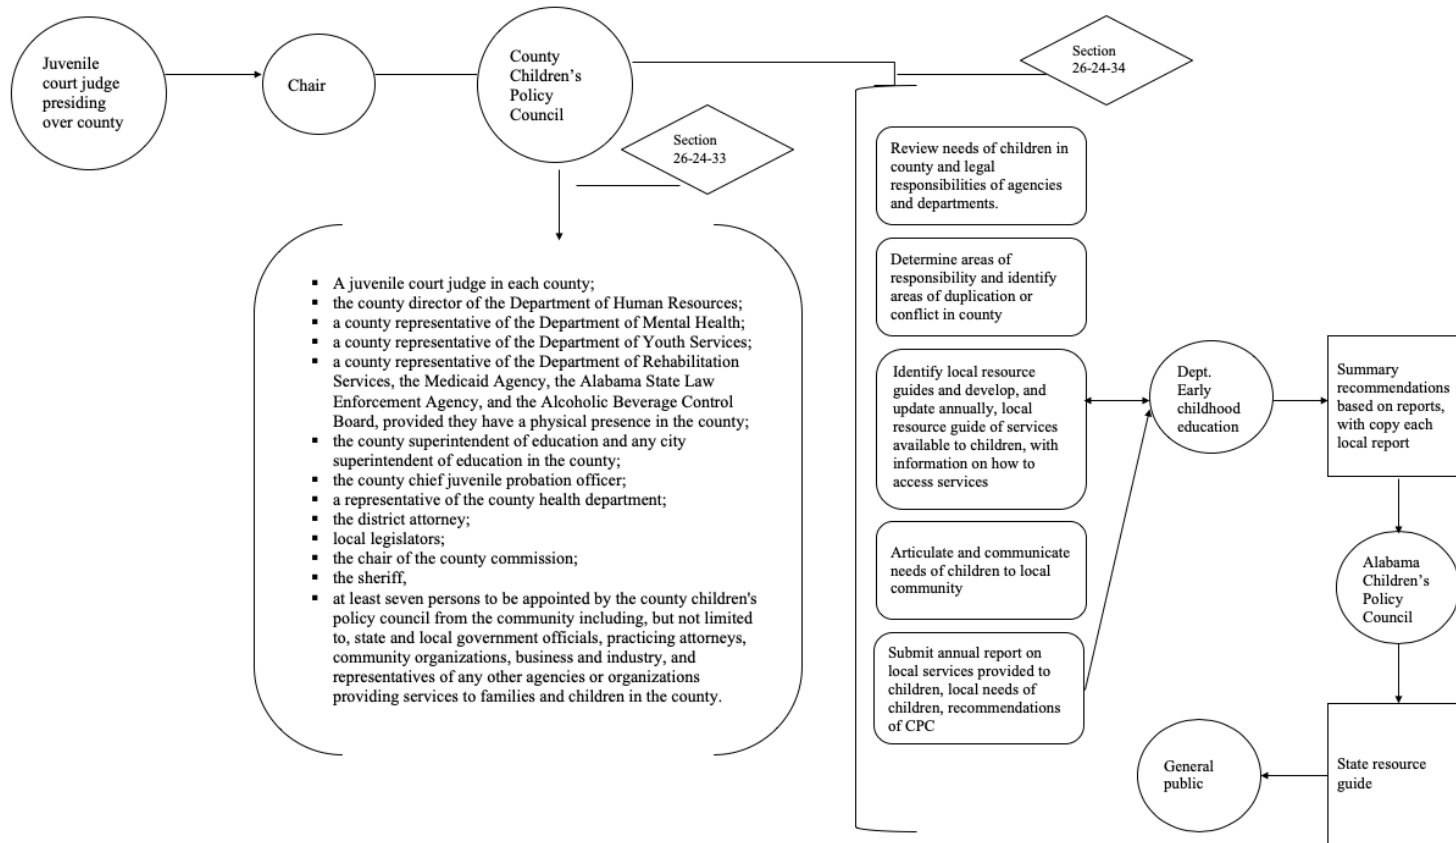 Juvenile
court judge
presiding
over county
Chair
County
Children's
Policy
Council
Section
26-24-33
Section
26-24-34
▪ A juvenile court judge in each county;
▪ the county director of the Department of Human Resources;
▪ a county representative of the Department of Mental Health;
▪ a county representative of the Department of Youth Services;
▪ a county representative of the Department of Rehabilitation
Services, the Medicaid Agency, the Alabama State Law
Enforcement Agency, and the Alcoholic Beverage Control
Board, provided they have a physical presence in the county;
▪ the county superintendent of education and any city
superintendent of education in the county;
▪ the county chief juvenile probation officer;
▪ a representative of the county health department;
▪ the district attorney;
▪ local legislators;
▪ the chair of the county commission;
▪ the sheriff,
▪ at least seven persons to be appointed by the county children's
policy council from the community including, but not limited
to, state and local government officials, practicing attorneys,
community organizations, business and industry, and
representatives of any other agencies or organizations
providing services to families and children in the county.
Review needs of children in
county and legal
responsibilities of agencies
and departments.
Determine areas of
responsibility and identify
areas of duplication or
conflict in county
Identify local resource
guides and develop, and
update annually, local
resource guide of services
available to children, with
information on how to
access services
Articulate and communicate
needs of children to local
community
Submit annual report on
local services provided to
children, local needs of
children, recommendations
of CPC
Dept.
Early
childhood
education
Summary
recommendations
based on reports,
with copy each
local report
Alabama
Children's
Policy
Council
State resource
guide
General
public